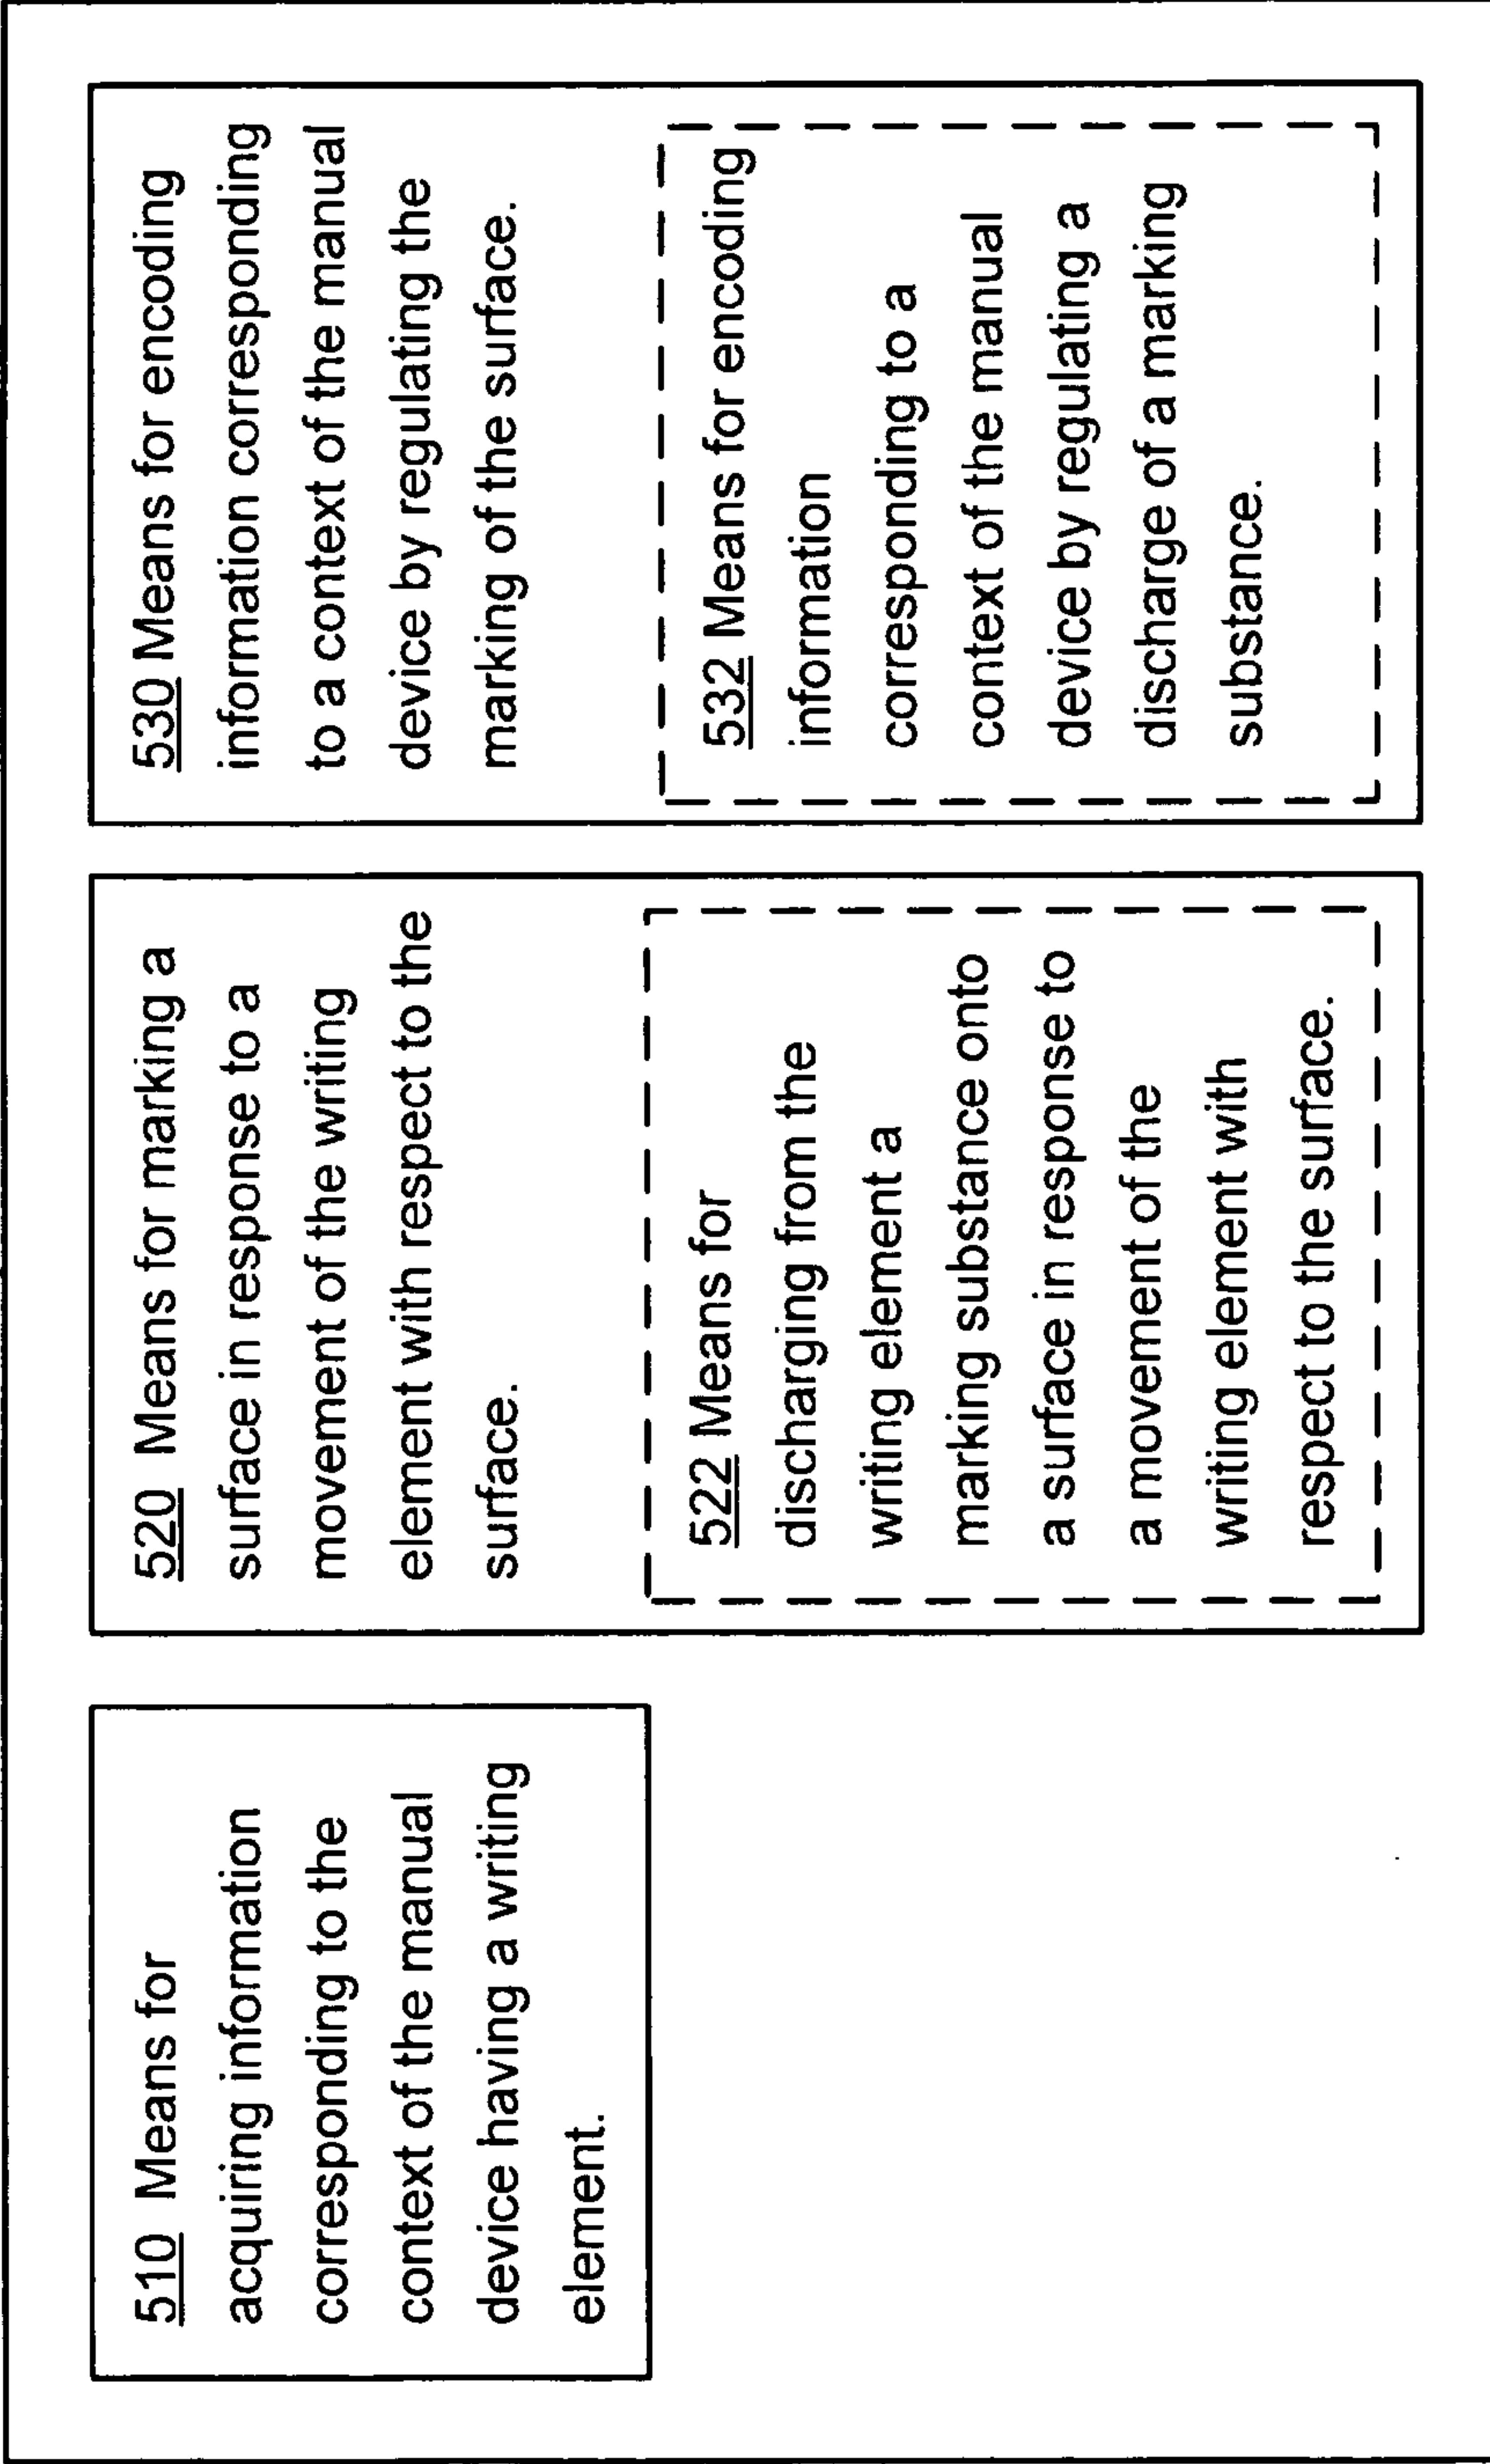 510 Means for
acquiring information
corresponding to the
context of the manual
device having a writing
element.
520 Means for marking a
surface in response to a
movement of the writing
element with respect to the
surface.
522 Means for
discharging from the
writing element a
marking substance onto
a surface in response to
a movement of the
writing element with
respect to the surface.
530 Means for encoding
information corresponding
to a context of the manual
device by regulating the
marking of the surface.
532 Means for encoding
information
corresponding to a
context of the manual
device by regulating a
discharge of a marking
substance.